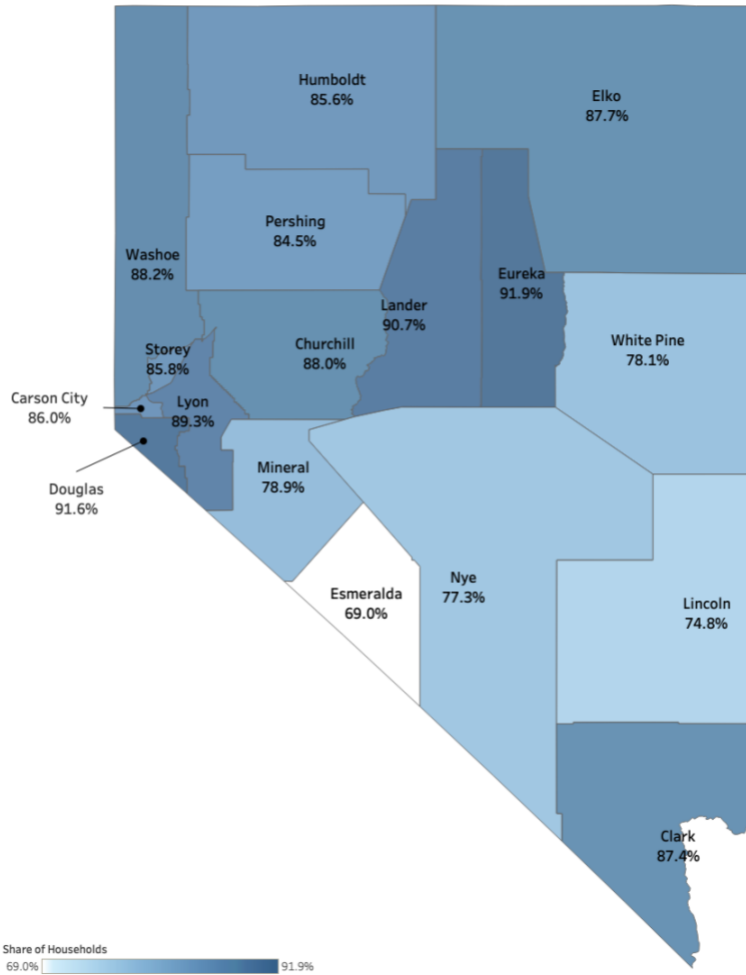 Humboldt
85.6%
Elko
87.7%
Pershing
84.5%
Washoe
88.2%
Eureka
91.9%
Lander
90.7%
White Pine
78.1%
Churchill
88.0%
Storey
85.8%
Carson City
86.0%
Lyon
89.3%
Mineral
78.9%
Douglas
91.6%
Nye
77.3%
Esmeralda
69.0%
Lincoln
74.8%
Clark
87.4%
Share of Households
69.0% 91.9%